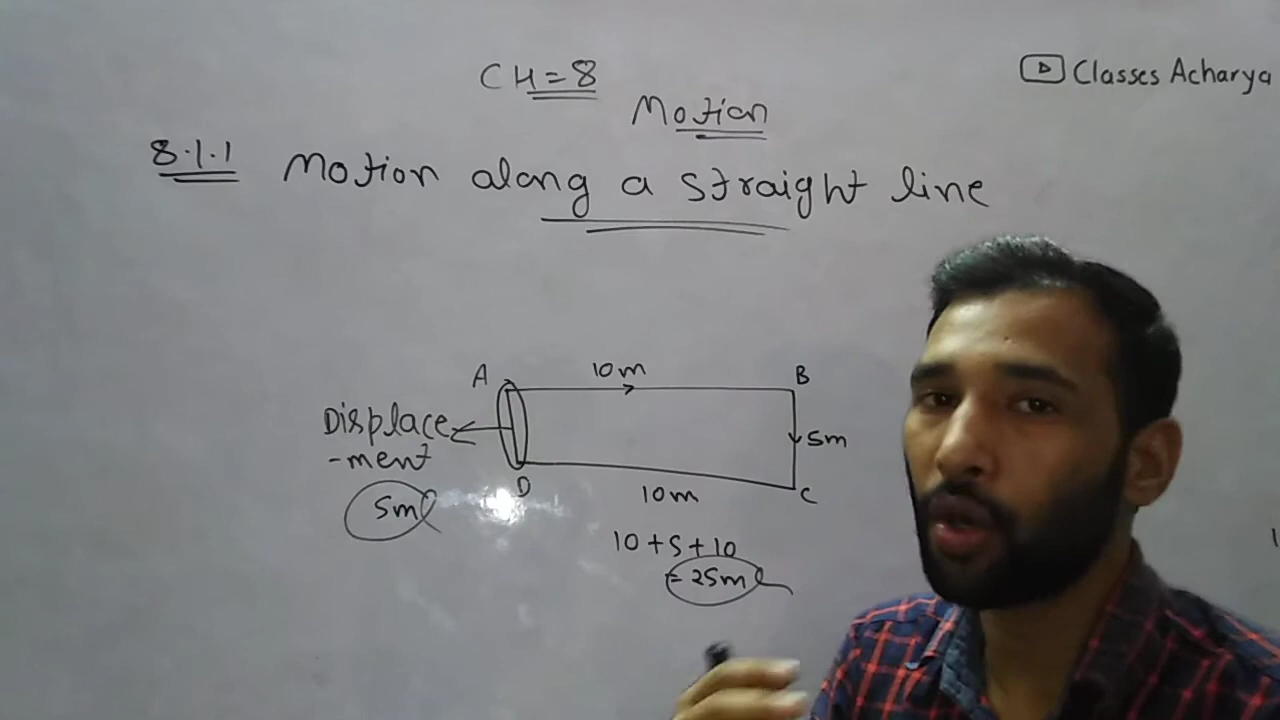 CH=8
Classes Acharya
Motion
8.1.1 Motion along a straight line
A 10m B
Displace
-ment
5m
5m
D 10m C
10+5+10
=25m